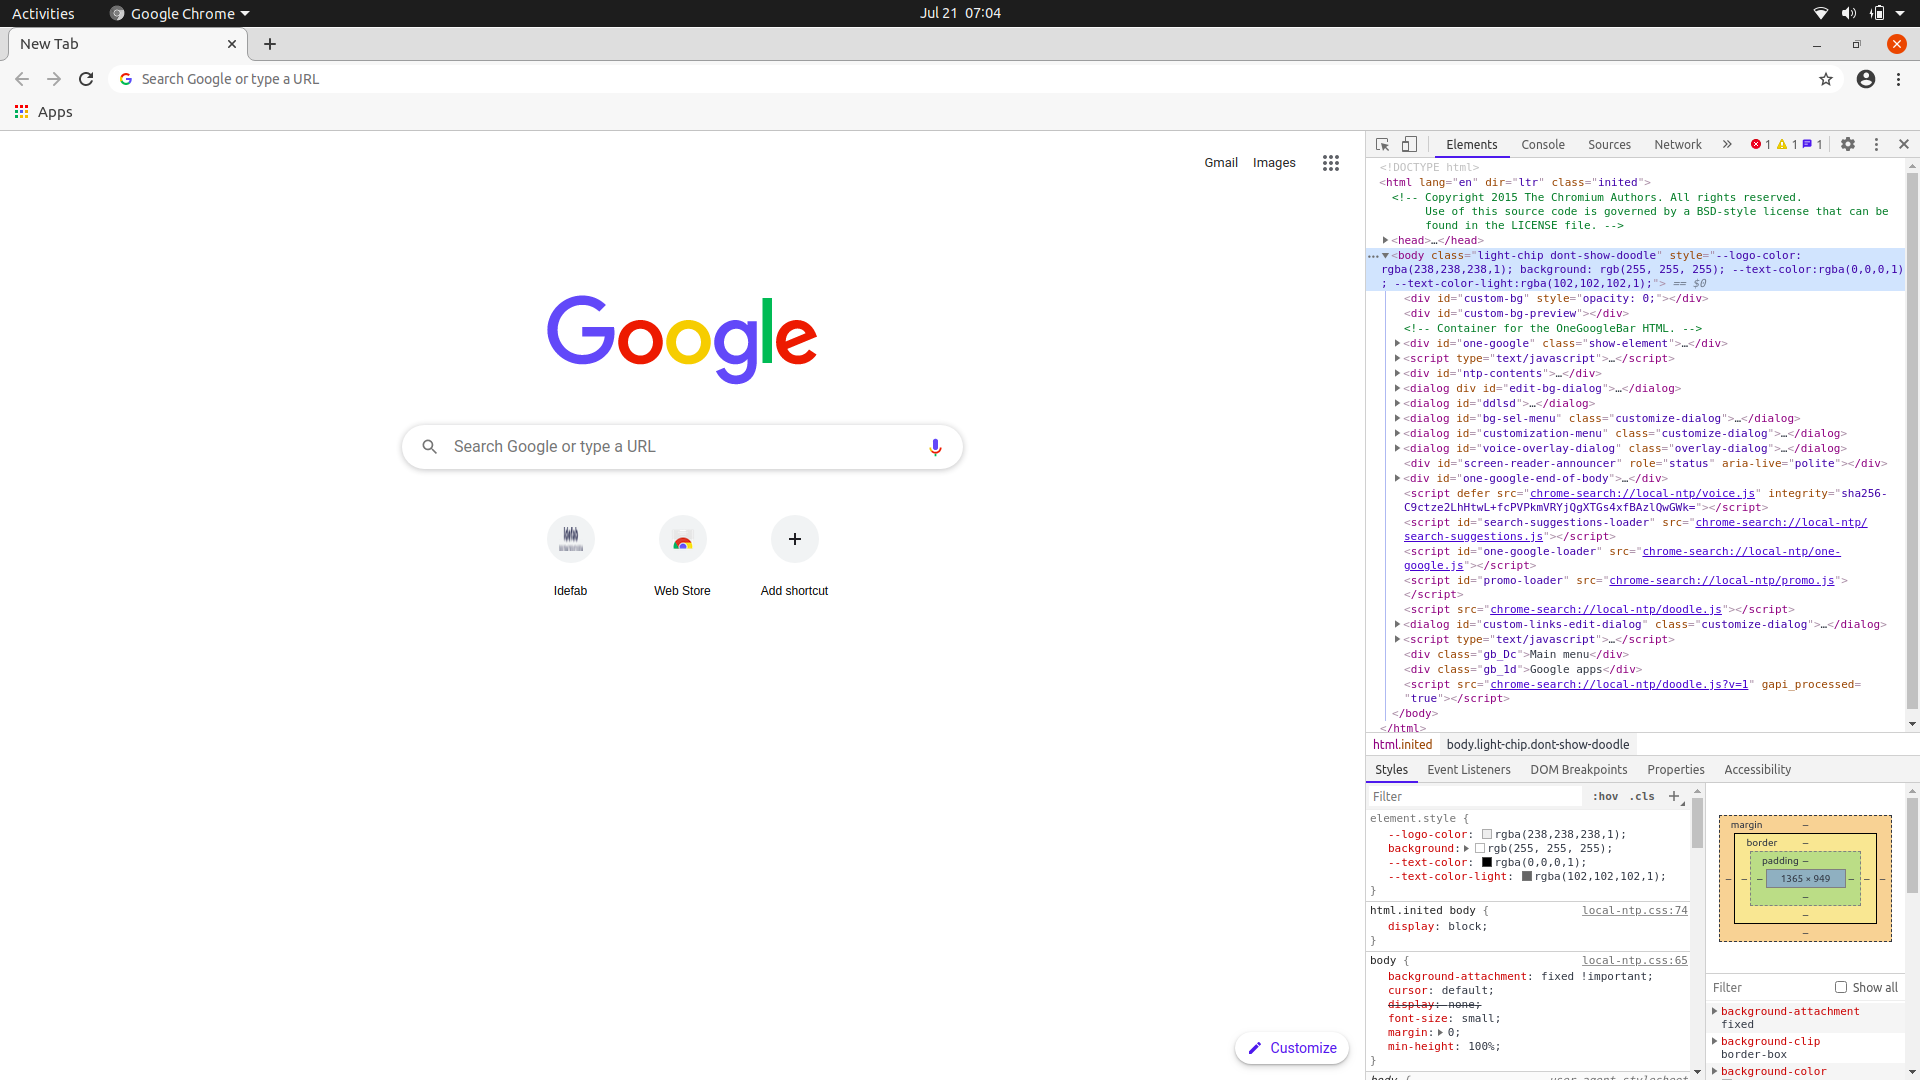 Activities
Google Chrome
Jul 21 07:04
New Tab
Search Google or type a URL
Apps
Gmail
Images
Google
Search Google or type a URL
Idefab
Web Store
Add shortcut
Customize
Elements
Console
Sources
Network
1
1
1
<!DOCTYPE html>
<html lang="en" dir="ltr" class="inited">
<!-- Copyright 2015 The Chromium Authors. All rights reserved.
Use of this source code is governed by a BSD-style license that can be
found in the LICENSE file. -->
<head>…</head>
<body class="light-chip dont-show-doodle" style="--logo-color:
rgba(238,238,238,1); background: rgb(255, 255, 255); --text-color:rgba(0,0,0,1)
; --text-color-light:rgba(102,102,102,1);"> == $0
<div id="custom-bg" style="opacity: 0;"></div>
<div id="custom-bg-preview"></div>
<!-- Container for the OneGoogleBar HTML. -->
<div id="one-google" class="show-element">…</div>
<script type="text/javascript">…</script>
<div id="ntp-contents">…</div>
<dialog div id="edit-bg-dialog">…</dialog>
<dialog id="ddlsd">…</dialog>
<dialog id="bg-sel-menu" class="customize-dialog">…</dialog>
<dialog id="customization-menu" class="customize-dialog">…</dialog>
<dialog id="voice-overlay-dialog" class="overlay-dialog">…</dialog>
<div id="screen-reader-announcer" role="status" aria-live="polite"></div>
<div id="one-google-end-of-body">…</div>
<script defer src="chrome-search://local-ntp/voice.js" integrity="sha256-
C9ctze2LhHtwL+fcPVPkmVRYjQgXTGs4xfBAzlQwGWk="></script>
<script id="search-suggestions-loader" src="chrome-search://local-ntp/
search-suggestions.js"></script>
<script id="one-google-loader" src="chrome-search://local-ntp/one-
google.js"></script>
<script id="promo-loader" src="chrome-search://local-ntp/promo.js">
</script>
<script src="chrome-search://local-ntp/doodle.js"></script>
<dialog id="custom-links-edit-dialog" class="customize-dialog">…</dialog>
<script type="text/javascript">…</script>
<div class="gb_Dc">Main menu</div>
<div class="gb_1d">Google apps</div>
<script src="chrome-search://local-ntp/doodle.js?v=1" gapi_processed=
"true"></script>
</body>
</html>
html.inited
body.light-chip.dont-show-doodle
Styles
Event Listeners
DOM Breakpoints
Properties
Accessibility
Filter
:hov
.cls
element.style {
--logo-color: rgba(238,238,238,1);
background: rgb(255, 255, 255);
--text-color: rgba(0,0,0,1);
--text-color-light: rgba(102,102,102,1);
}
html.inited body {
local-ntp.css:74
display: block;
}
body {
local-ntp.css:65
background-attachment: fixed !important;
cursor: default;
display: none;
font-size: small;
margin: 0;
min-height: 100%;
}
body {
user agent stylesheet
margin –
border –
padding –
– – – 1365 × 949 – – –
–
–
–
Filter
Show all
background-attachment
fixed
background-clip
border-box
background-color